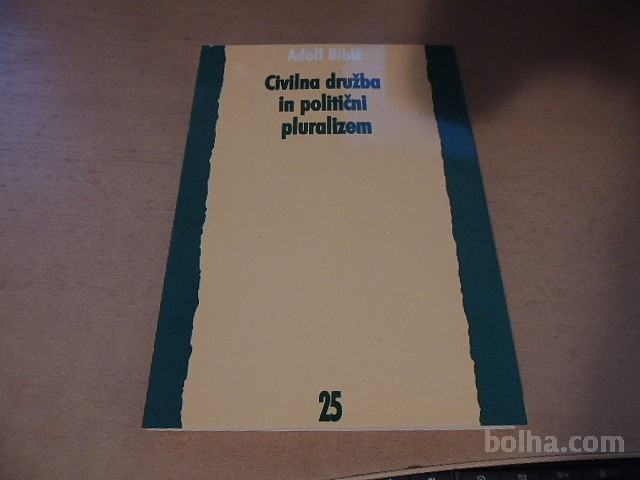 Adolf Bibič
Civilna družba
in politični
pluralizem
25
bolha.com